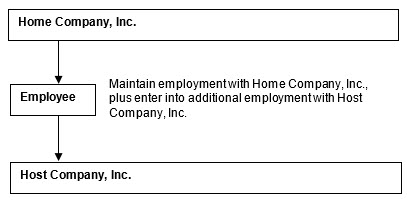 Home Company, Inc.
Employee
Maintain employment with Home Company, Inc.,
plus enter into additional employment with Host
Company, Inc.
Host Company, Inc.